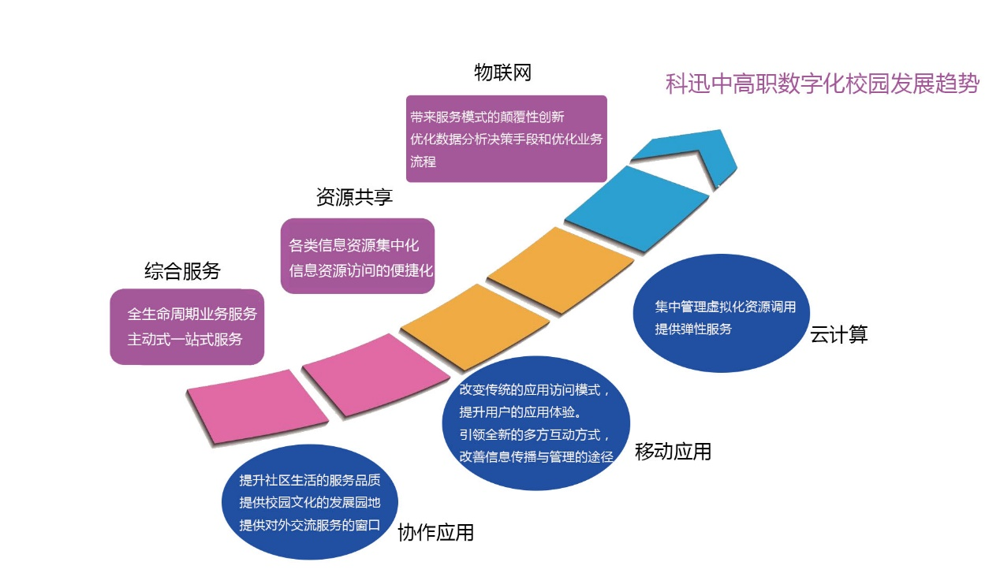 科迅中高职数字化校园发展趋势
物联网
带来服务模式的颠覆性创新
优化数据分析决策手段和优化业务
流程
资源共享
各类信息资源集中化
信息资源访问的便捷化
综合服务
全生命周期业务服务
主动式一站式服务
集中管理虚拟化资源调用
提供弹性服务
云计算
改变传统的应用访问模式，
提升用户的应用体验。
引领全新的多方互动方式，
改善信息传播与管理的途径
移动应用
提升社区生活的服务品质
提供校园文化的发展园地
提供对外交流服务的窗口
协作应用